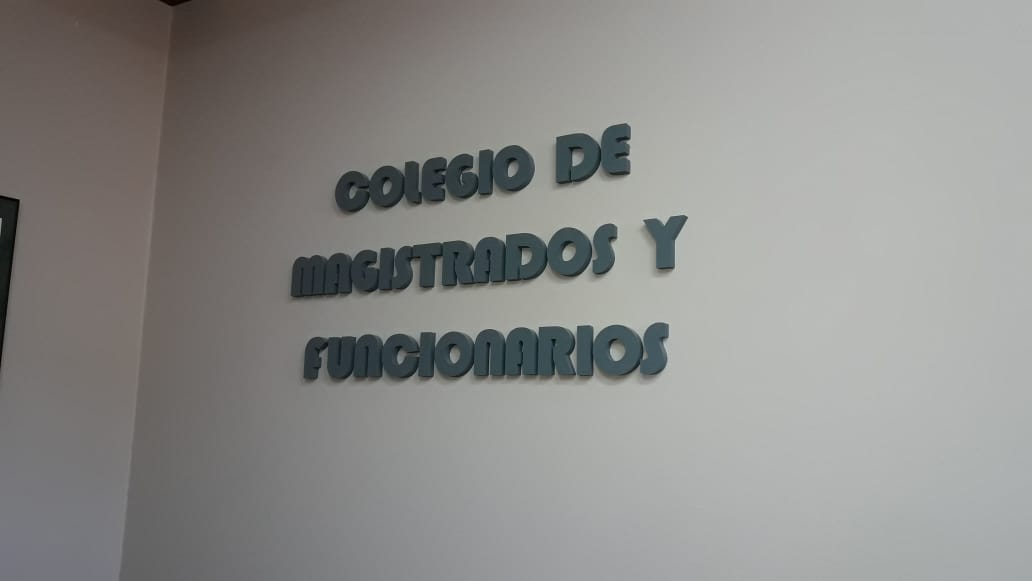 COLEGIO DE
MAGISTRADOS Y
FUNCIONARIOS